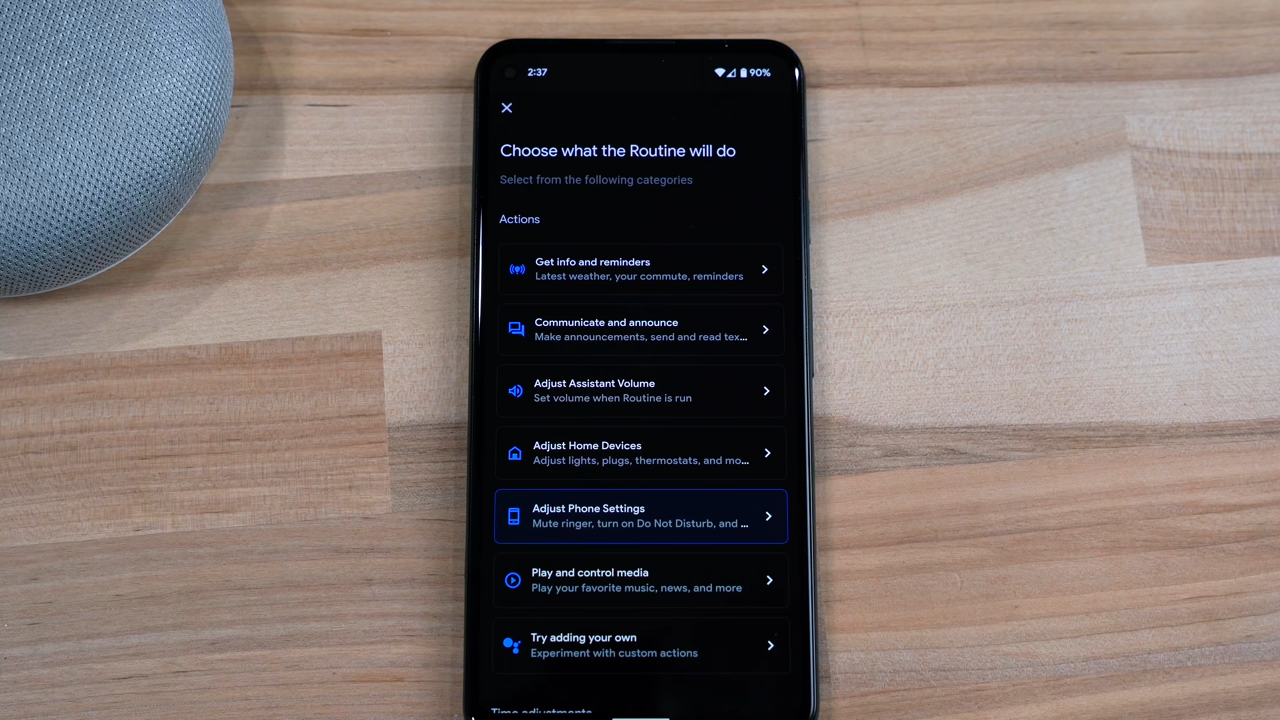 2:37 90%
Choose what the Routine will do
Select from the following categories
Actions
Get info and reminders
Latest weather, your commute, reminders
Communicate and announce
Make announcements, send and read tex...
Adjust Assistant Volume
Set volume when Routine is run
Adjust Home Devices
Adjust lights, plugs, thermostats, and mo...
Adjust Phone Settings
Mute ringer, turn on Do Not Disturb, and ...
Play and control media
Play your favorite music, news, and more
Try adding your own
Experiment with custom actions
Time adjustments